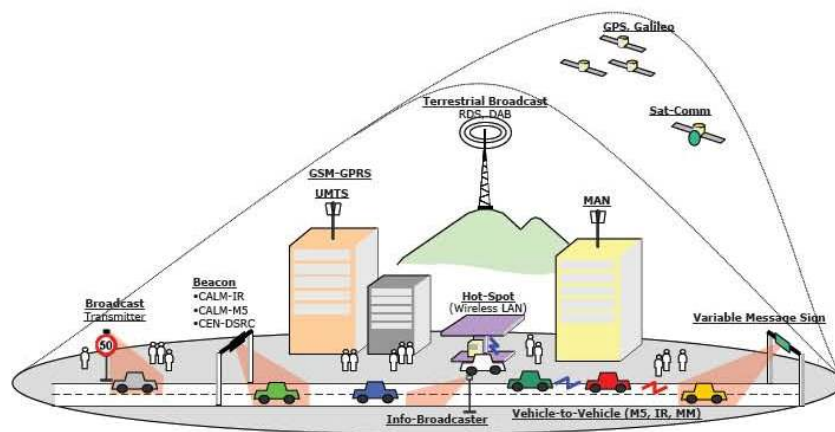 GPS, Galileo
Terrestrial Broadcast
RDS, DAB
Sat-Comm
GSM-GPRS
UMTS
MAN
Beacon
•CALM-IR
•CALM-M5
•CEN-DSRC
Hot-Spot
(Wireless LAN)
Broadcast
Transmitter
Variable Message Sign
50
Info-Broadcaster
Vehicle-to-Vehicle (M5, IR, MM)